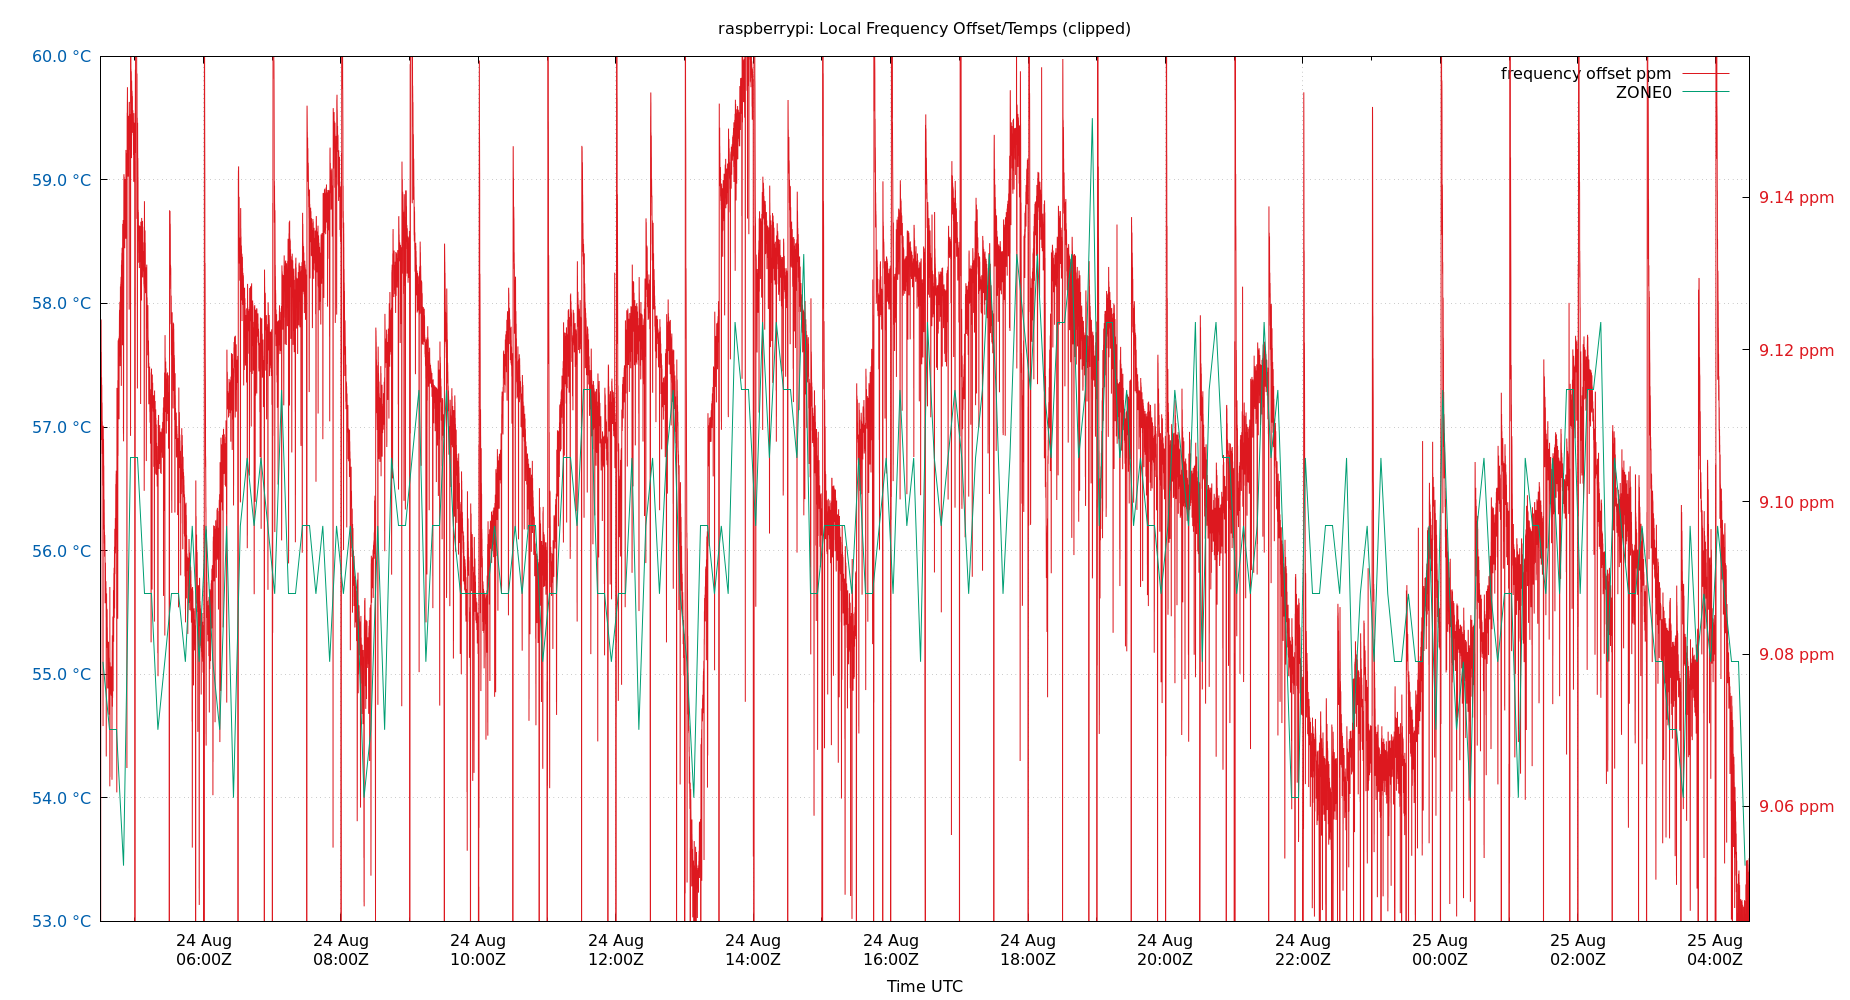 raspberrypi: Local Frequency Offset/Temps (clipped)
60.0 °C
59.0 °C
58.0 °C
57.0 °C
56.0 °C
55.0 °C
54.0 °C
53.0 °C
frequency offset ppm
ZONE0
9.14 ppm
9.12 ppm
9.10 ppm
9.08 ppm
9.06 ppm
24 Aug 24 Aug 24 Aug 24 Aug 24 Aug 24 Aug 24 Aug 24 Aug 24 Aug 25 Aug 25 Aug 25 Aug
06:00Z 08:00Z 10:00Z 12:00Z 14:00Z 16:00Z 18:00Z 20:00Z 22:00Z 00:00Z 02:00Z 04:00Z
Time UTC